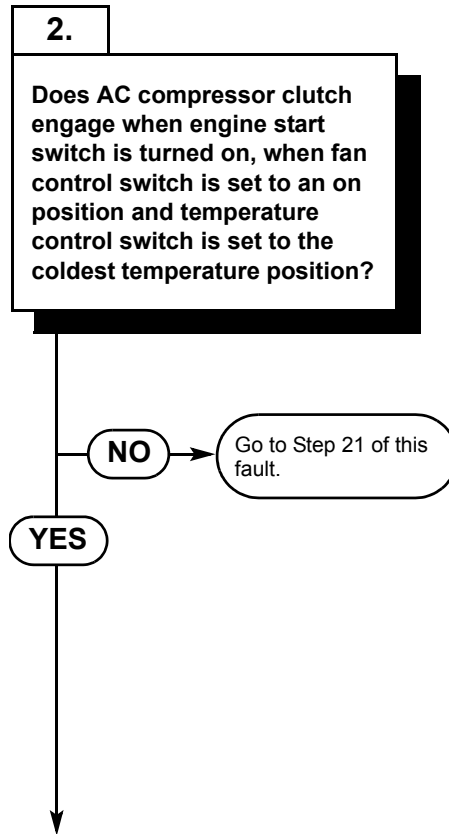 2.
Does AC compressor clutch
engage when engine start
switch is turned on, when fan
control switch is set to an on
position and temperature
control switch is set to the
coldest temperature position?
NO
Go to Step 21 of this
fault.
YES